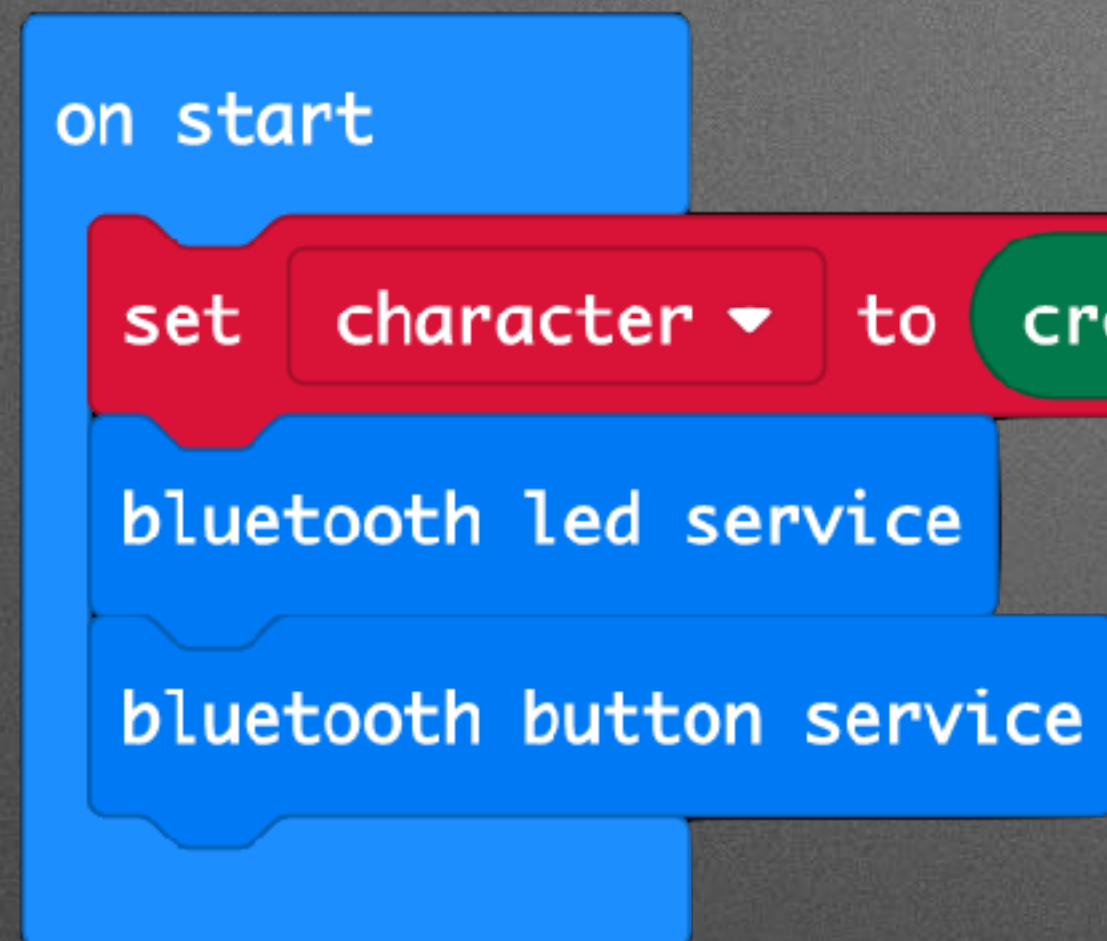 on start
set character to
bluetooth led service
bluetooth button service